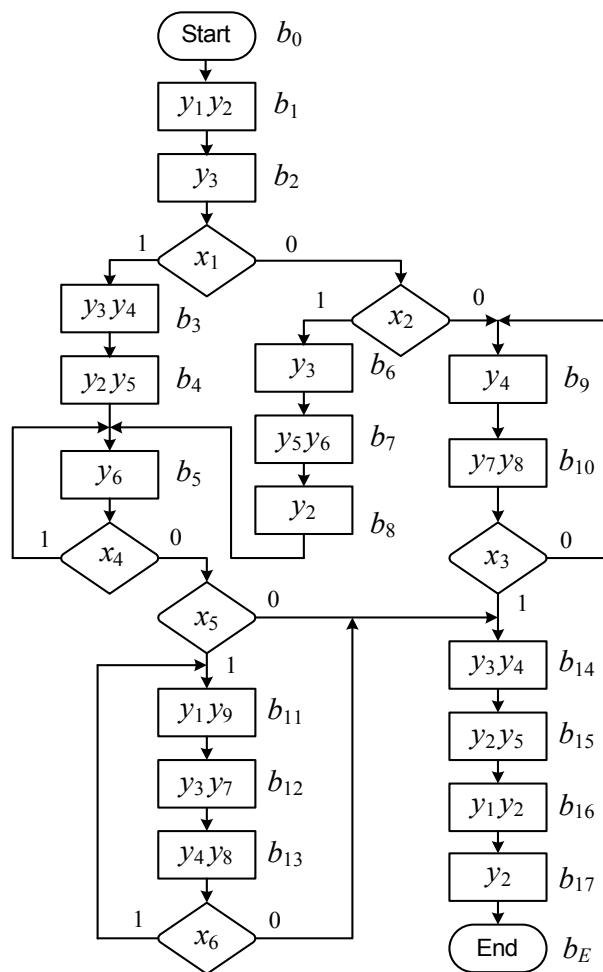 Start b₀
y₁y₂ b₁
y₃ b₂
1 x₁ 0
y₃y₄ b₃
1 x₂ 0
y₂y₅ b₄
y₃ b₆
y₄ b₉
y₅y₆ b₇
y₇y₈ b₁₀
y₆ b₅
y₂ b₈
1 x₄ 0
x₃ 0
1
x₅ 0
1
y₃y₄ b₁₄
y₁y₉ b₁₁
y₂y₅ b₁₅
y₃y₇ b₁₂
y₁y₂ b₁₆
y₄y₈ b₁₃
y₂ b₁₇
1 x₆ 0
End b_E